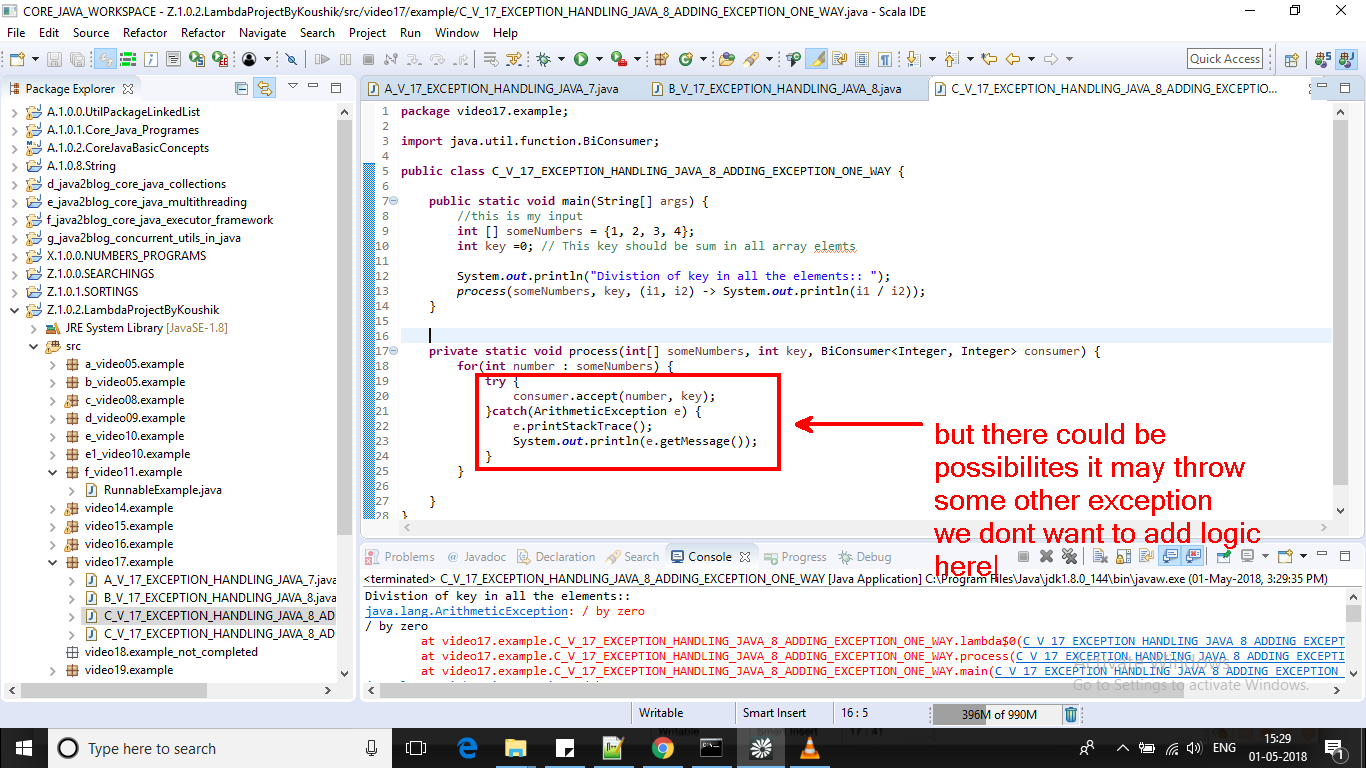 CORE_JAVA_WORKSPACE - Z.1.0.2.LambdaProjectByKoushik/src/video17/example/C_V_17_EXCEPTION_HANDLING_JAVA_8_ADDING_EXCEPTION_ONE_WAY.java - Scala IDE
File Edit Source Refactor Refactor Navigate Search Project Run Window Help
Quick Access
Package Explorer
A.1.0.0.UtilPackageLinkedList
A.1.0.1.Core_Java_Programes
A.1.0.2.CoreJavaBasicConcepts
A.1.0.8.String
d_java2blog_core_java_collections
e_java2blog_core_java_multithreading
f_java2blog_core_java_executor_framework
g_java2blog_concurrent_utils_in_java
X.1.0.0.NUMBERS_PROGRAMS
Z.1.0.0.SEARCHINGS
Z.1.0.1.SORTINGS
Z.1.0.2.LambdaProjectByKoushik
JRE System Library [JavaSE-1.8]
src
a_video05.example
b_video05.example
c_video08.example
d_video09.example
e_video10.example
e1_video10.example
f_video11.example
RunnableExample.java
video14.example
video15.example
video16.example
video17.example
A_V_17_EXCEPTION_HANDLING_JAVA_7.java
B_V_17_EXCEPTION_HANDLING_JAVA_8.java
C_V_17_EXCEPTION_HANDLING_JAVA_8_AD
C_V_17_EXCEPTION_HANDLING_JAVA_8_AD
video18.example_not_completed
video19.example
A_V_17_EXCEPTION_HANDLING_JAVA_7.java B_V_17_EXCEPTION_HANDLING_JAVA_8.java C_V_17_EXCEPTION_HANDLING_JAVA_8_ADDING_EXCEPTIO...
1 package video17.example;
2
3 import java.util.function.BiConsumer;
4
5 public class C_V_17_EXCEPTION_HANDLING_JAVA_8_ADDING_EXCEPTION_ONE_WAY {
6
7 public static void main(String[] args) {
8 //this is my input
9 int [] someNumbers = {1, 2, 3, 4};
10 int key =0; // This key should be sum in all array elemts
11
12 System.out.println("Divistion of key in all the elements:: ");
13 process(someNumbers, key, (i1, i2) -> System.out.println(i1 / i2));
14 }
15
16
17 private static void process(int[] someNumbers, int key, BiConsumer<Integer, Integer> consumer) {
18 for(int number : someNumbers) {
19 try {
20 consumer.accept(number, key);
21 }catch(ArithmeticException e) {
22 e.printStackTrace();
23 System.out.println(e.getMessage());
24 }
25 }
26
27 }
28 }
but there could be
possibilites it may throw
some other exception
we dont want to add logic
here
Problems Javadoc Declaration Search Console Progress Debug
<terminated> C_V_17_EXCEPTION_HANDLING_JAVA_8_ADDING_EXCEPTION_ONE_WAY [Java Application] C:\Program Files\Java\jdk1.8.0_144\bin\javaw.exe (01-May-2018, 3:29:35 PM)
Divistion of key in all the elements::
java.lang.ArithmeticException: / by zero
/ by zero
at video17.example.C_V_17_EXCEPTION_HANDLING_JAVA_8_ADDING_EXCEPTION_ONE_WAY.lambda$0(C_V_17_EXCEPTION_HANDLING_JAVA_8_ADDING_EXCEPT
at video17.example.C_V_17_EXCEPTION_HANDLING_JAVA_8_ADDING_EXCEPTION_ONE_WAY.process(C_V_17_EXCEPTION_HANDLING_JAVA_8_ADDING_EXCEPTI
at video17.example.C_V_17_EXCEPTION_HANDLING_JAVA_8_ADDING_EXCEPTION_ONE_WAY.main(C_V_17_EXCEPTION_HANDLING_JAVA_8_ADDING_EXCEPTION_
Activate Windows
Go to Settings to activate Windows.
Writable Smart Insert 16 : 5 396M of 990M
Type here to search
ENG
15:29
01-05-2018
1